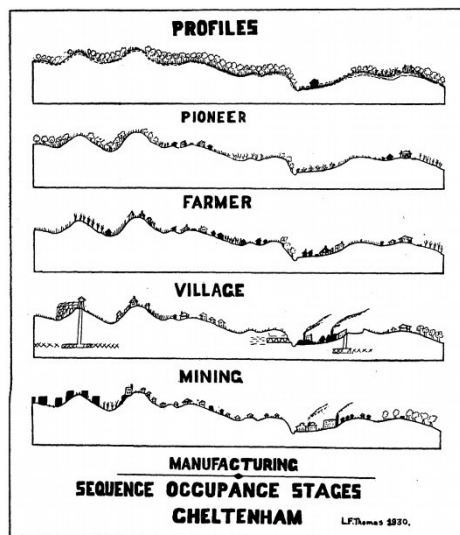 PROFILES
PIONEER
FARMER
VILLAGE
MINING
MANUFACTURING
SEQUENCE OCCUPANCE STAGES
CHELTENHAM
L.F.Thomas 1930.